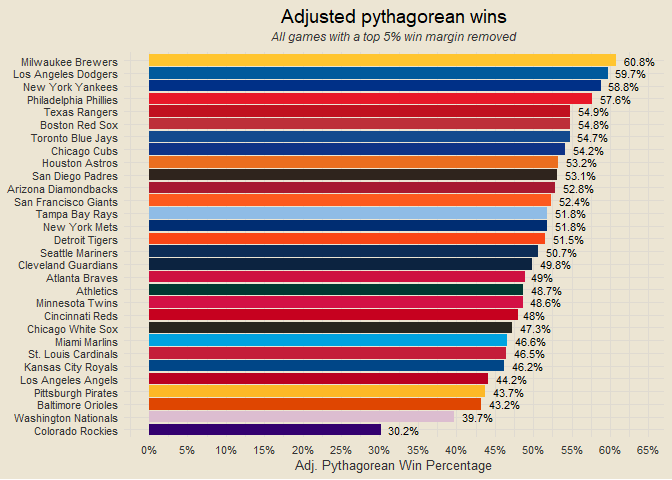 Adjusted pythagorean wins
All games with a top 5% win margin removed
Milwaukee Brewers 60.8%
Los Angeles Dodgers 59.7%
New York Yankees 58.8%
Philadelphia Phillies 57.6%
Texas Rangers 54.9%
Boston Red Sox 54.8%
Toronto Blue Jays 54.7%
Chicago Cubs 54.2%
Houston Astros 53.2%
San Diego Padres 53.1%
Arizona Diamondbacks 52.8%
San Francisco Giants 52.4%
Tampa Bay Rays 51.8%
New York Mets 51.8%
Detroit Tigers 51.5%
Seattle Mariners 50.7%
Cleveland Guardians 49.8%
Atlanta Braves 49%
Athletics 48.7%
Minnesota Twins 48.6%
Cincinnati Reds 48%
Chicago White Sox 47.3%
Miami Marlins 46.6%
St. Louis Cardinals 46.5%
Kansas City Royals 46.2%
Los Angeles Angels 44.2%
Pittsburgh Pirates 43.7%
Baltimore Orioles 43.2%
Washington Nationals 39.7%
Colorado Rockies 30.2%
0% 5% 10% 15% 20% 25% 30% 35% 40% 45% 50% 55% 60% 65%
Adj. Pythagorean Win Percentage